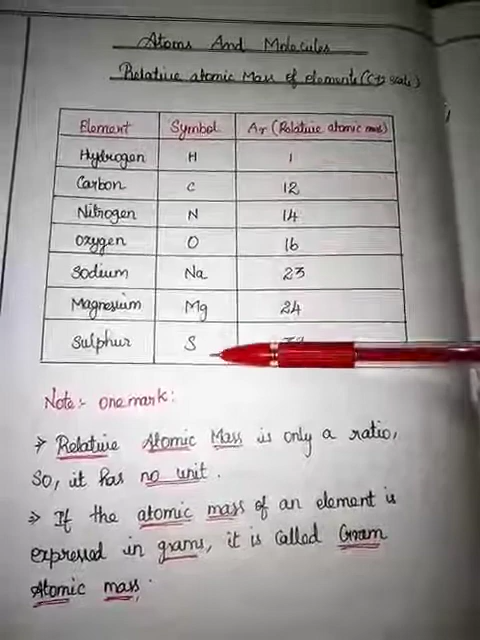 Atoms And Molecules
Relative atomic Mass of elements (C-12 scale)
Element Symbol Ar (Relative atomic mass)
Hydrogen H 1
Carbon C 12
Nitrogen N 14
Oxygen O 16
Sodium Na 23
Magnesium Mg 24
Sulphur S
Note:- one mark:
⇒ Relative Atomic Mass is only a ratio,
So, it has no unit.
⇒ If the atomic mass of an element is
expressed in grams, it is called Gram
Atomic mass.